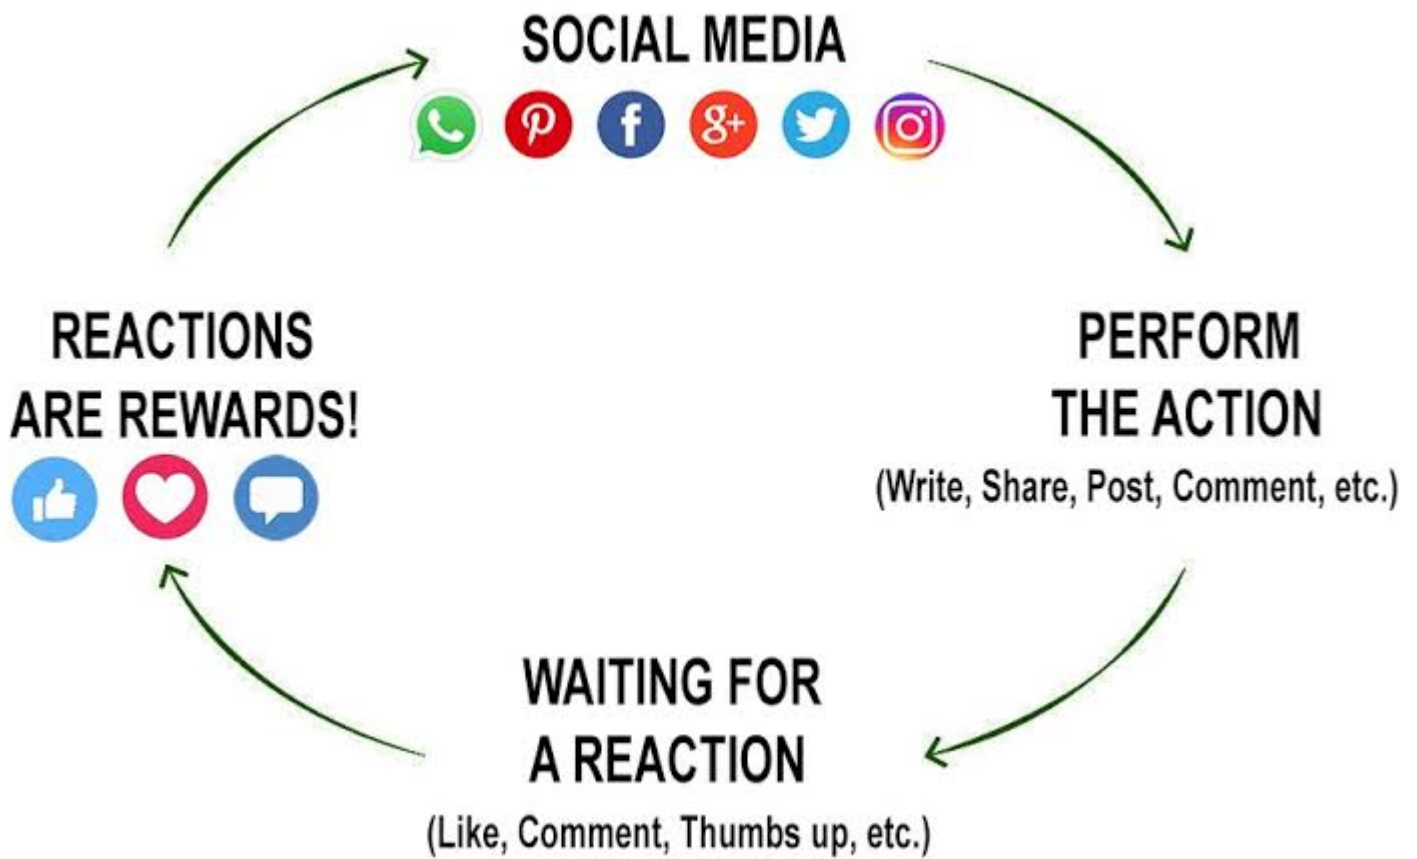 SOCIAL MEDIA
f
g+
PERFORM
THE ACTION
(Write, Share, Post, Comment, etc.)
WAITING FOR
A REACTION
(Like, Comment, Thumbs up, etc.)
REACTIONS
ARE REWARDS!